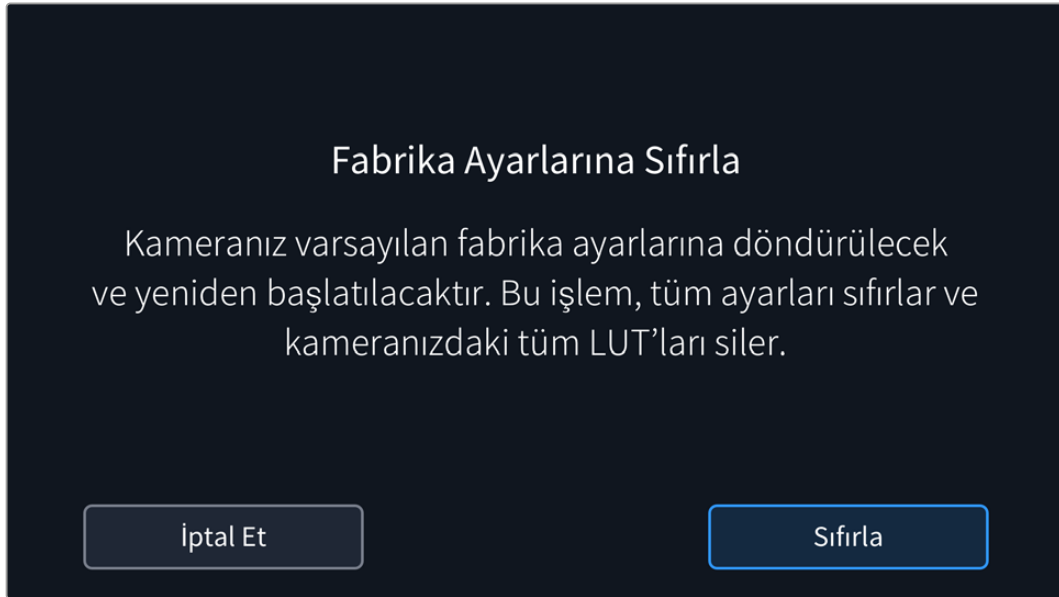 Fabrika Ayarlarına Sıfırla
Kameranız varsayılan fabrika ayarlarına döndürülecek
ve yeniden başlatılacaktır. Bu işlem, tüm ayarları sıfırlar ve
kameranızdaki tüm LUT’ları siler.
İptal Et
Sıfırla